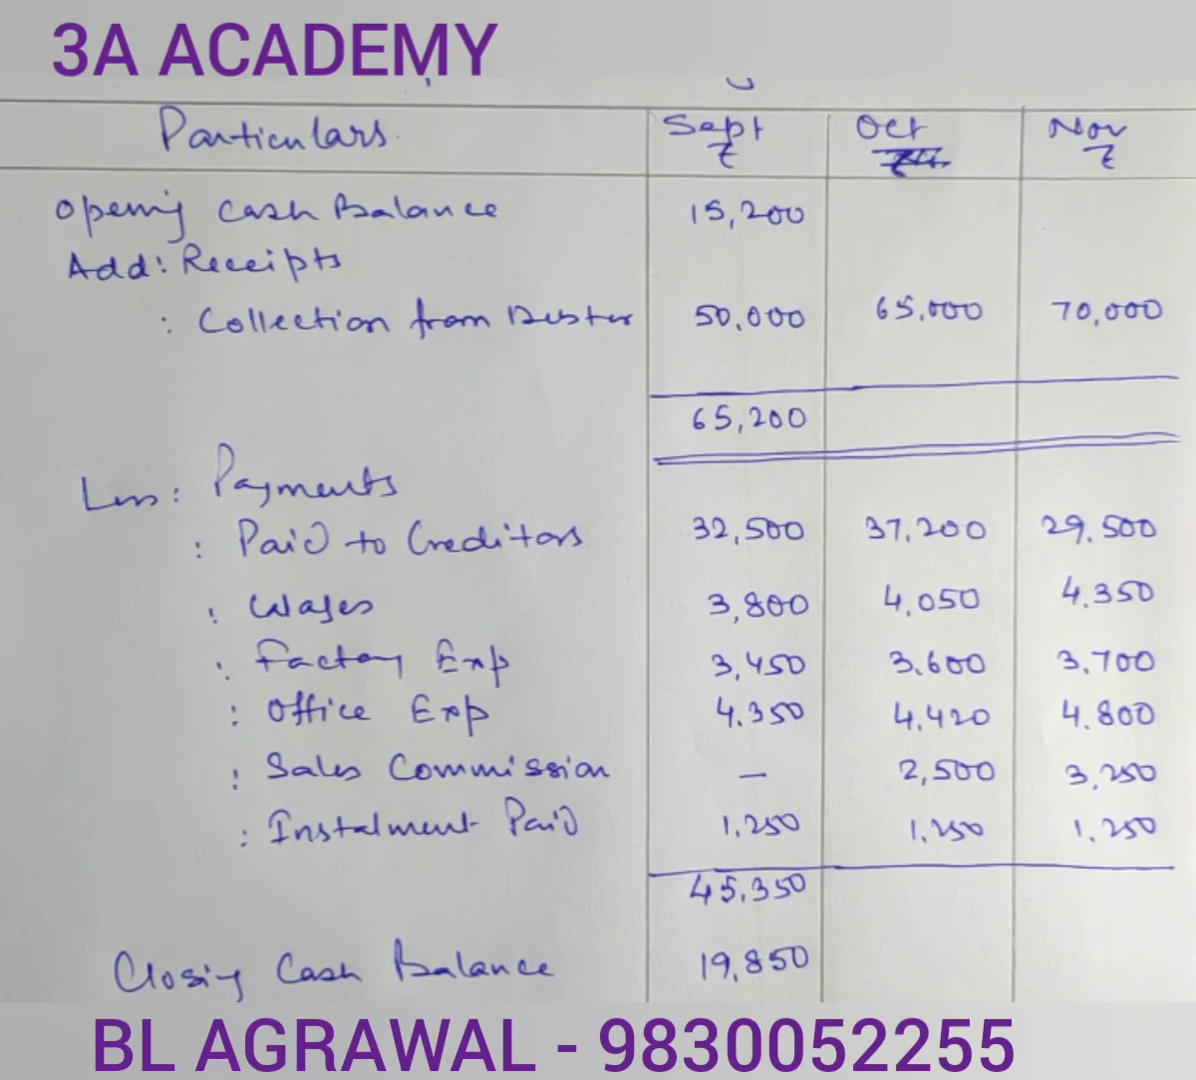 3A ACADEMY
Particulars. Sept Oct Nov
₹ ₹
Opening Cash Balance 15,200
Add: Receipts
: Collection from Debtor 50,000 65,000 70,000
65,200
Less: Payments
: Paid to Creditors 32,500 37,200 29,500
: Wages 3,800 4,050 4,350
: Factory Exp 3,450 3,600 3,700
: Office Exp 4,350 4,420 4,800
: Sales Commission — 2,500 3,250
: Instalment Paid 1,250 1,250 1,250
45,350
Closing Cash Balance 19,850
BL AGRAWAL - 9830052255